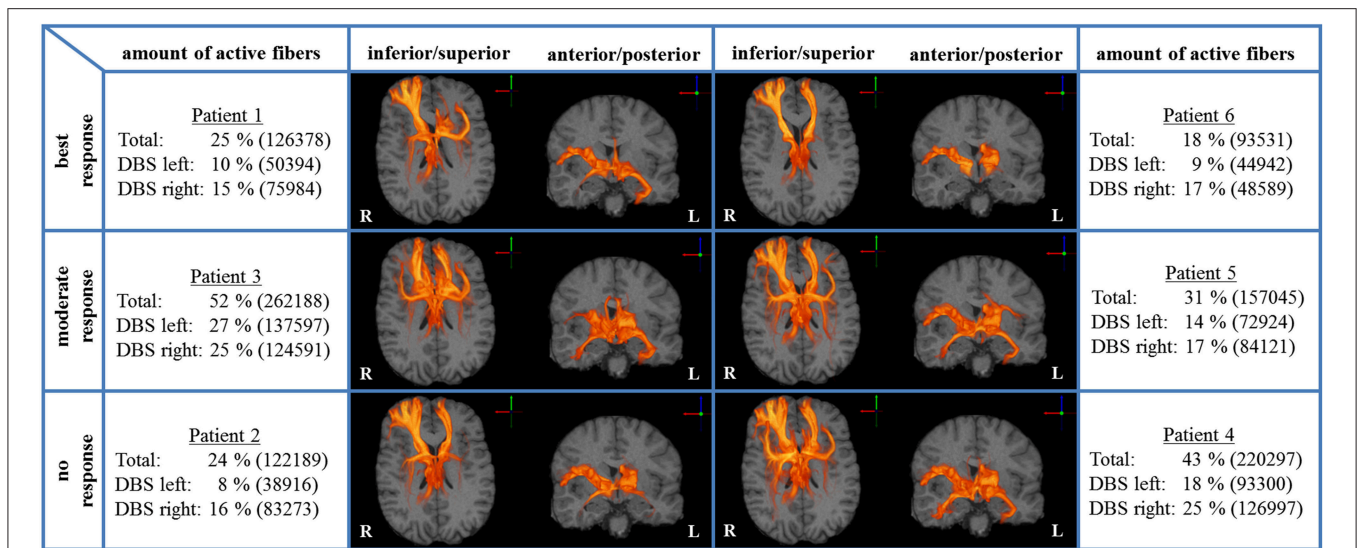 amount of active fibers
inferior/superior
anterior/posterior
inferior/superior
anterior/posterior
amount of active fibers
best
response
Patient 1
Total: 25 % (126378)
DBS left: 10 % (50394)
DBS right: 15 % (75984)
R
L
Patient 6
Total: 18 % (93531)
DBS left: 9 % (44942)
DBS right: 17 % (48589)
moderate
response
Patient 3
Total: 52 % (262188)
DBS left: 27 % (137597)
DBS right: 25 % (124591)
R
L
R
L
Patient 5
Total: 31 % (157045)
DBS left: 14 % (72924)
DBS right: 17 % (84121)
no
response
Patient 2
Total: 24 % (122189)
DBS left: 8 % (38916)
DBS right: 16 % (83273)
R
L
R
L
Patient 4
Total: 43 % (220297)
DBS left: 18 % (93300)
DBS right: 25 % (126997)